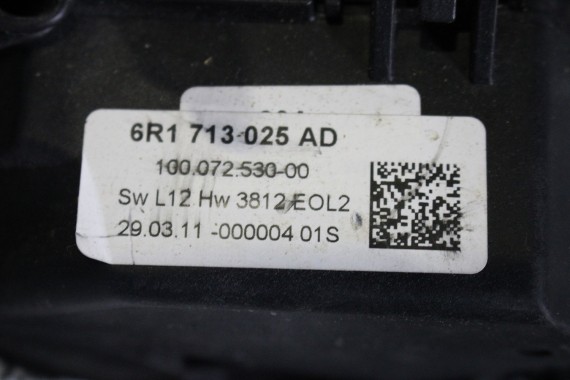 6R1 713 025 AD
100.072.530-00
Sw L12 Hw 3812 EOL2
29.03.11 -000004 01S